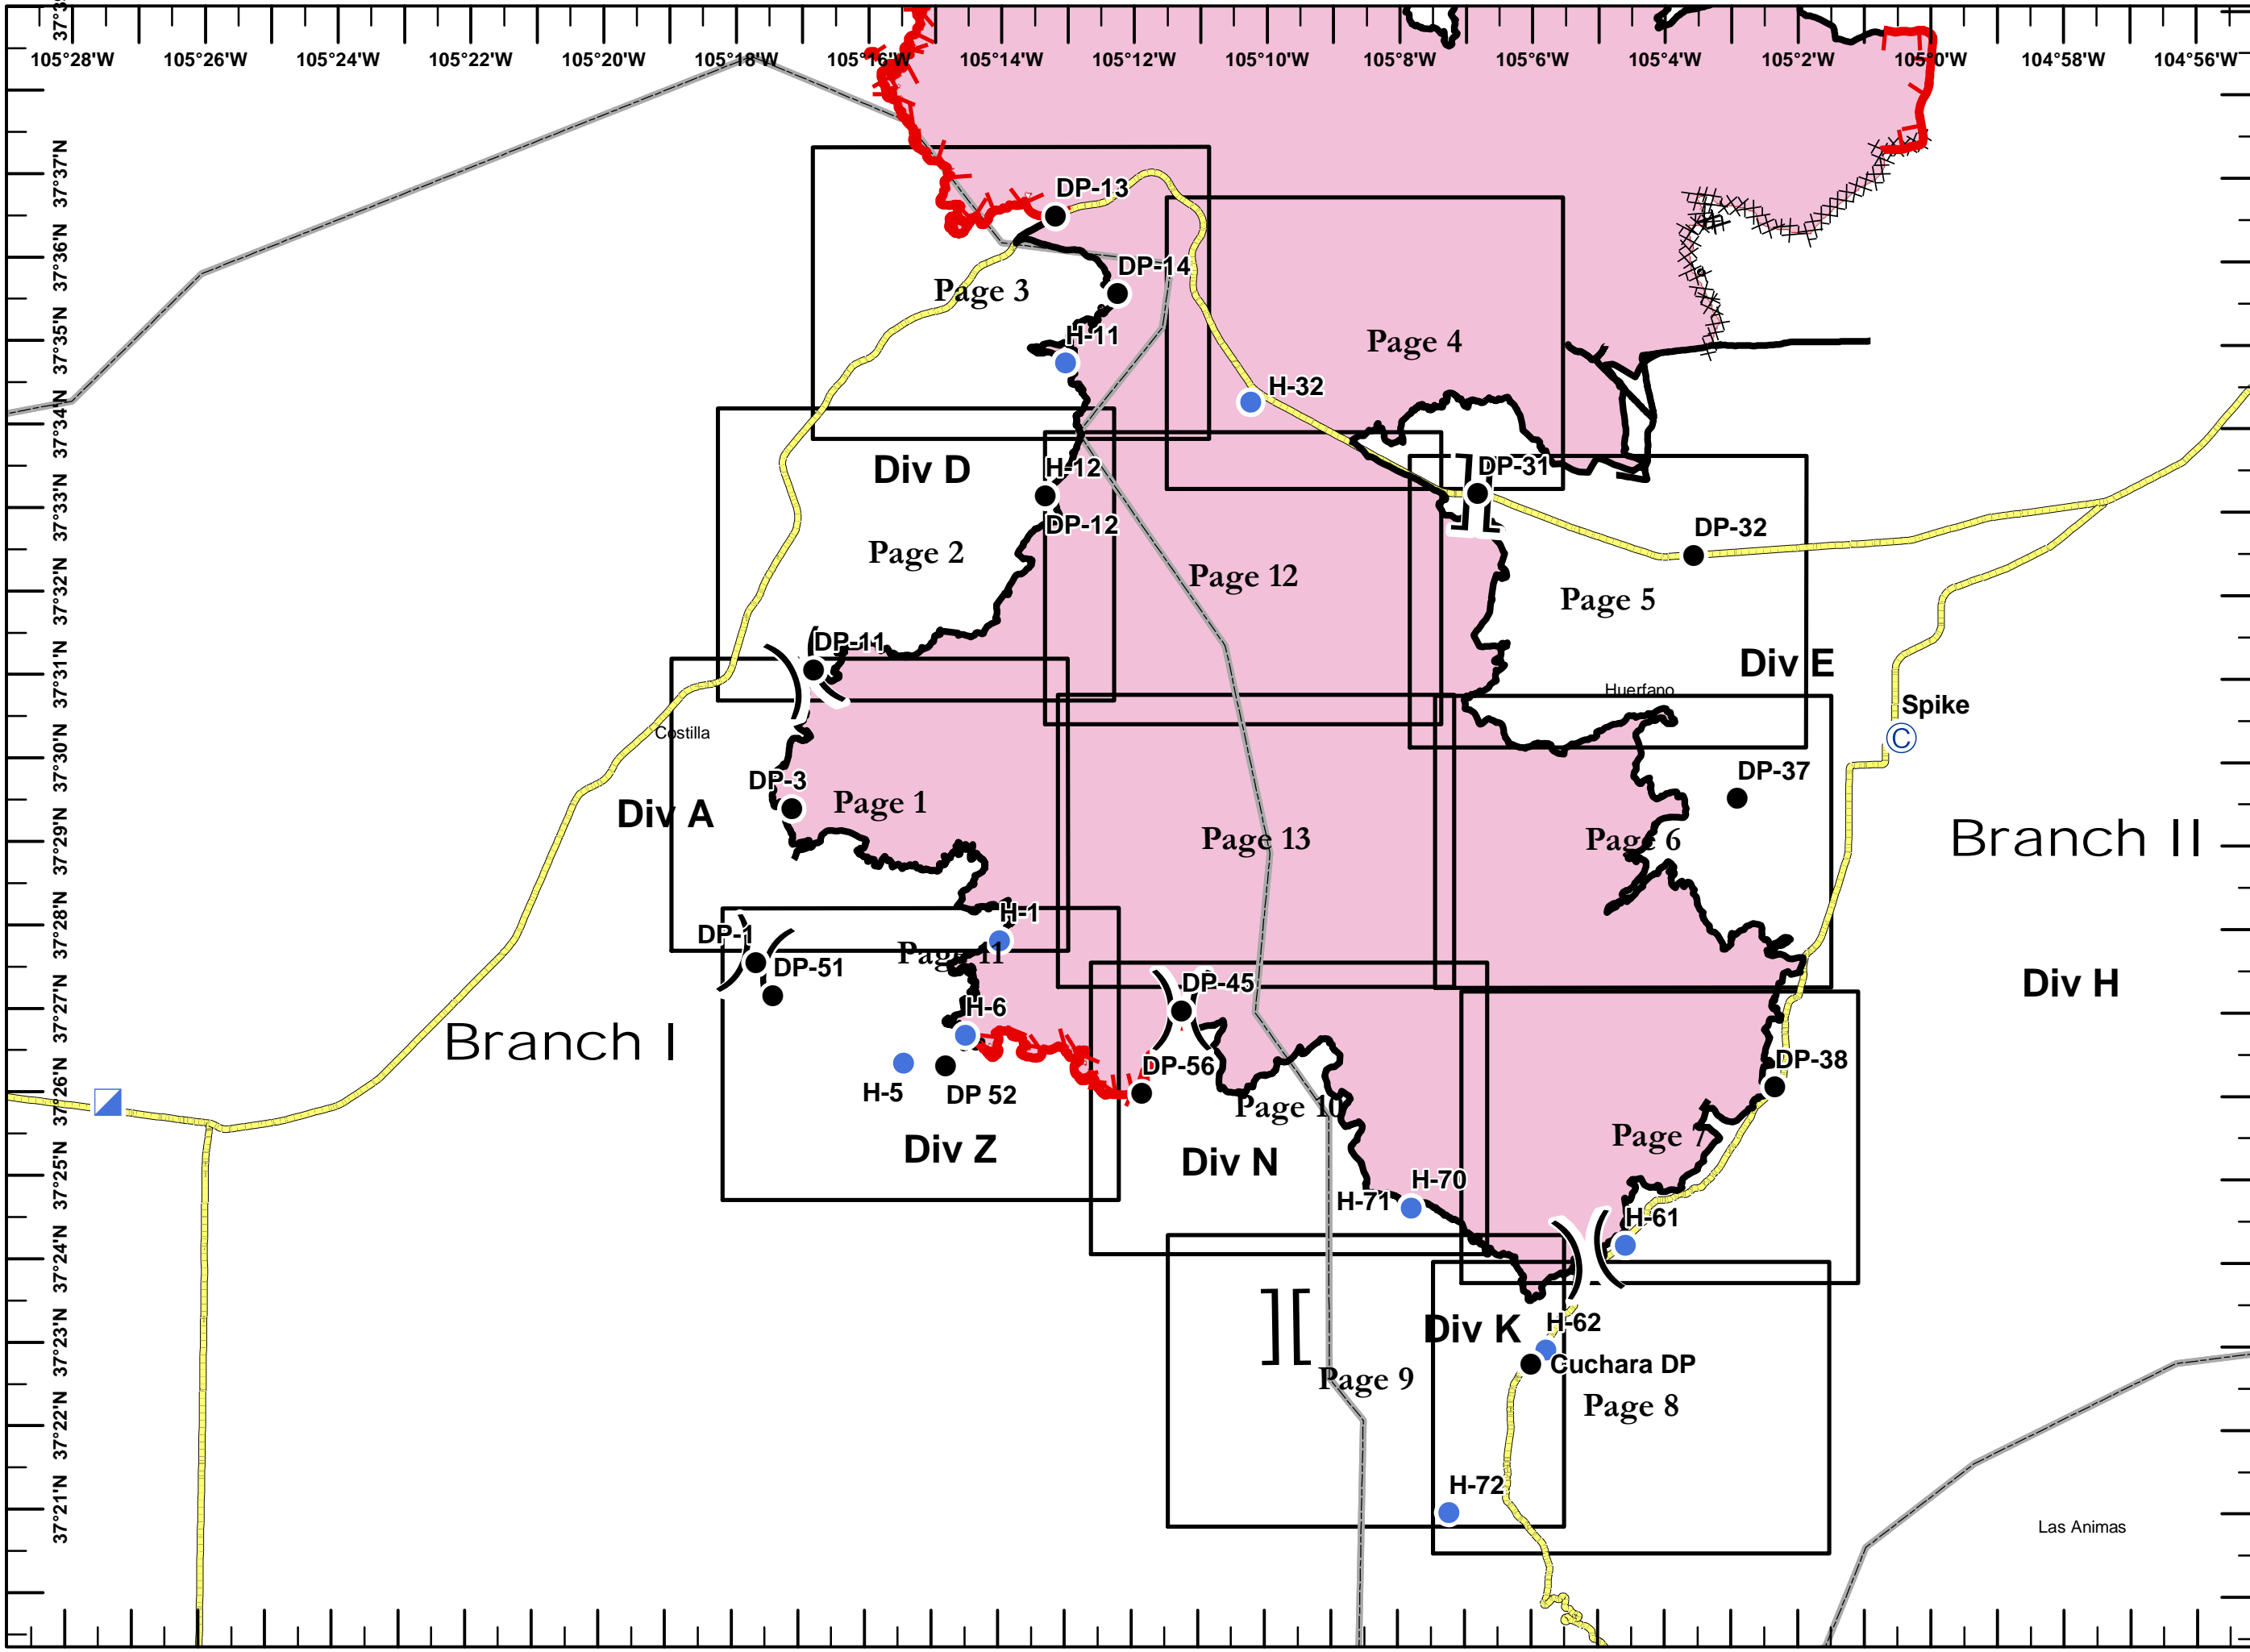 105°28'W 105°26'W 105°24'W 105°22'W 105°20'W 105°18'W 105°16'W 105°14'W 105°12'W 105°10'W 105°8'W 105°6'W 105°4'W 105°2'W 105°0'W 104°58'W 104°56'W
37°37'N
37°36'N
37°35'N
37°34'N
37°33'N
37°32'N
37°31'N
37°30'N
37°29'N
37°28'N
37°27'N
37°26'N
37°25'N
37°24'N
37°23'N
37°22'N
37°21'N
DP-13
DP-14
Page 3
H-11
Page 4
H-32
Div D
H-12
DP-31
DP-12
DP-32
Page 2
Page 12
Page 5
DP-11
Div E
Huerfano
Spike
C
Costilla
DP-37
DP-3
Page 1
Div A
Page 13
Page 6
Branch II
H-1
DP-1
Page 11
DP-51
DP-45
Div H
H-6
Branch I
DP-56
DP-38
H-5
DP 52
Page 10
Page 7
Div Z
Div N
H-70
H-71
H-61
][
Div K
H-62
Cuchara DP
Page 9
Page 8
H-72
Las Animas